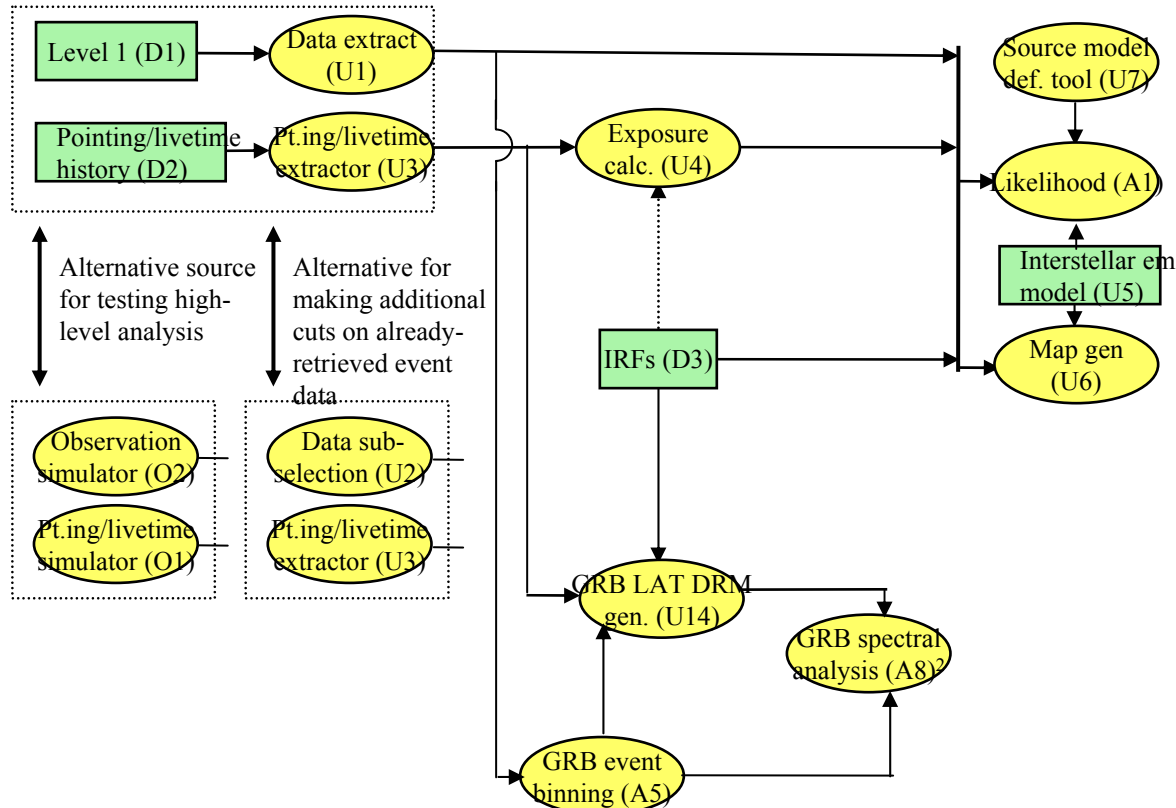 Level 1 (D1)
Data extract
(U1)
Source model
def. tool (U7)
Pointing/livetime
history (D2)
Pt.ing/livetime
extractor (U3)
Exposure
calc. (U4)
Likelihood (A1)
Alternative source
for testing high-
level analysis
Alternative for
making additional
cuts on already-
retrieved event
data
Interstellar em
model (U5)
IRFs (D3)
Map gen
(U6)
Observation
simulator (O2)
Data sub-
selection (U2)
Pt.ing/livetime
simulator (O1)
Pt.ing/livetime
extractor (U3)
GRB LAT DRM
gen. (U14)
GRB spectral
analysis (A8)2
GRB event
binning (A5)